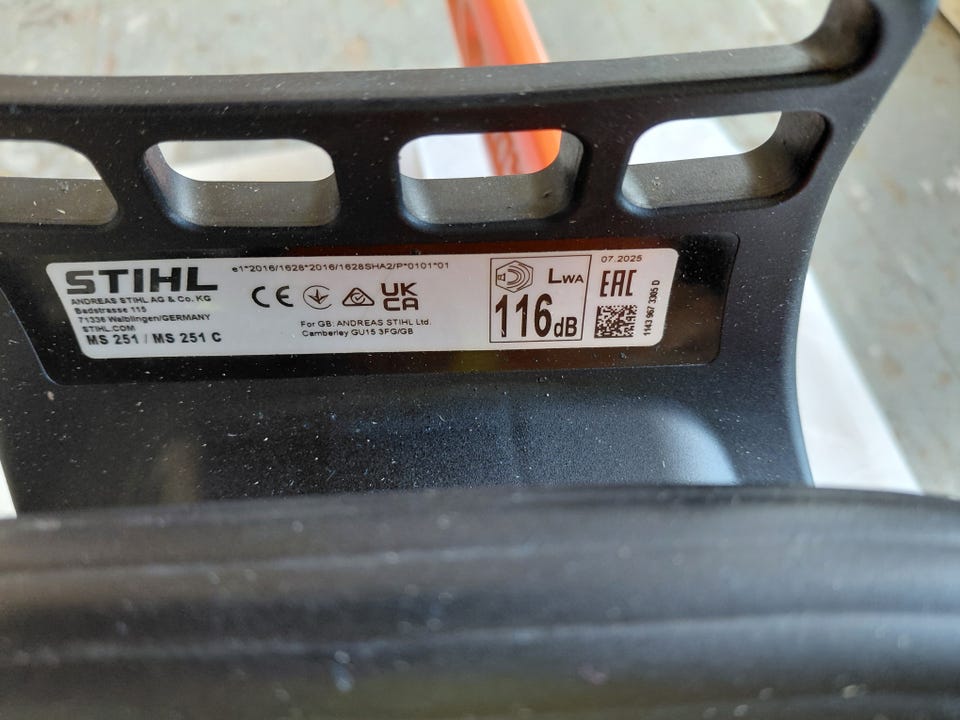 STIHL
ANDREAS STIHL AG & Co. KG
Badstrasse 115
71336 Waiblingen/GERMANY
STIHL.COM
MS 251 / MS 251 C
e1*2016/1628*2016/1628SHA2/P*0101*01
CE
UK
CA
For GB: ANDREAS STIHL Ltd.
Camberley GU15 3FG/GB
LWA
116dB
07.2025
EAC
1143 967 3305 D